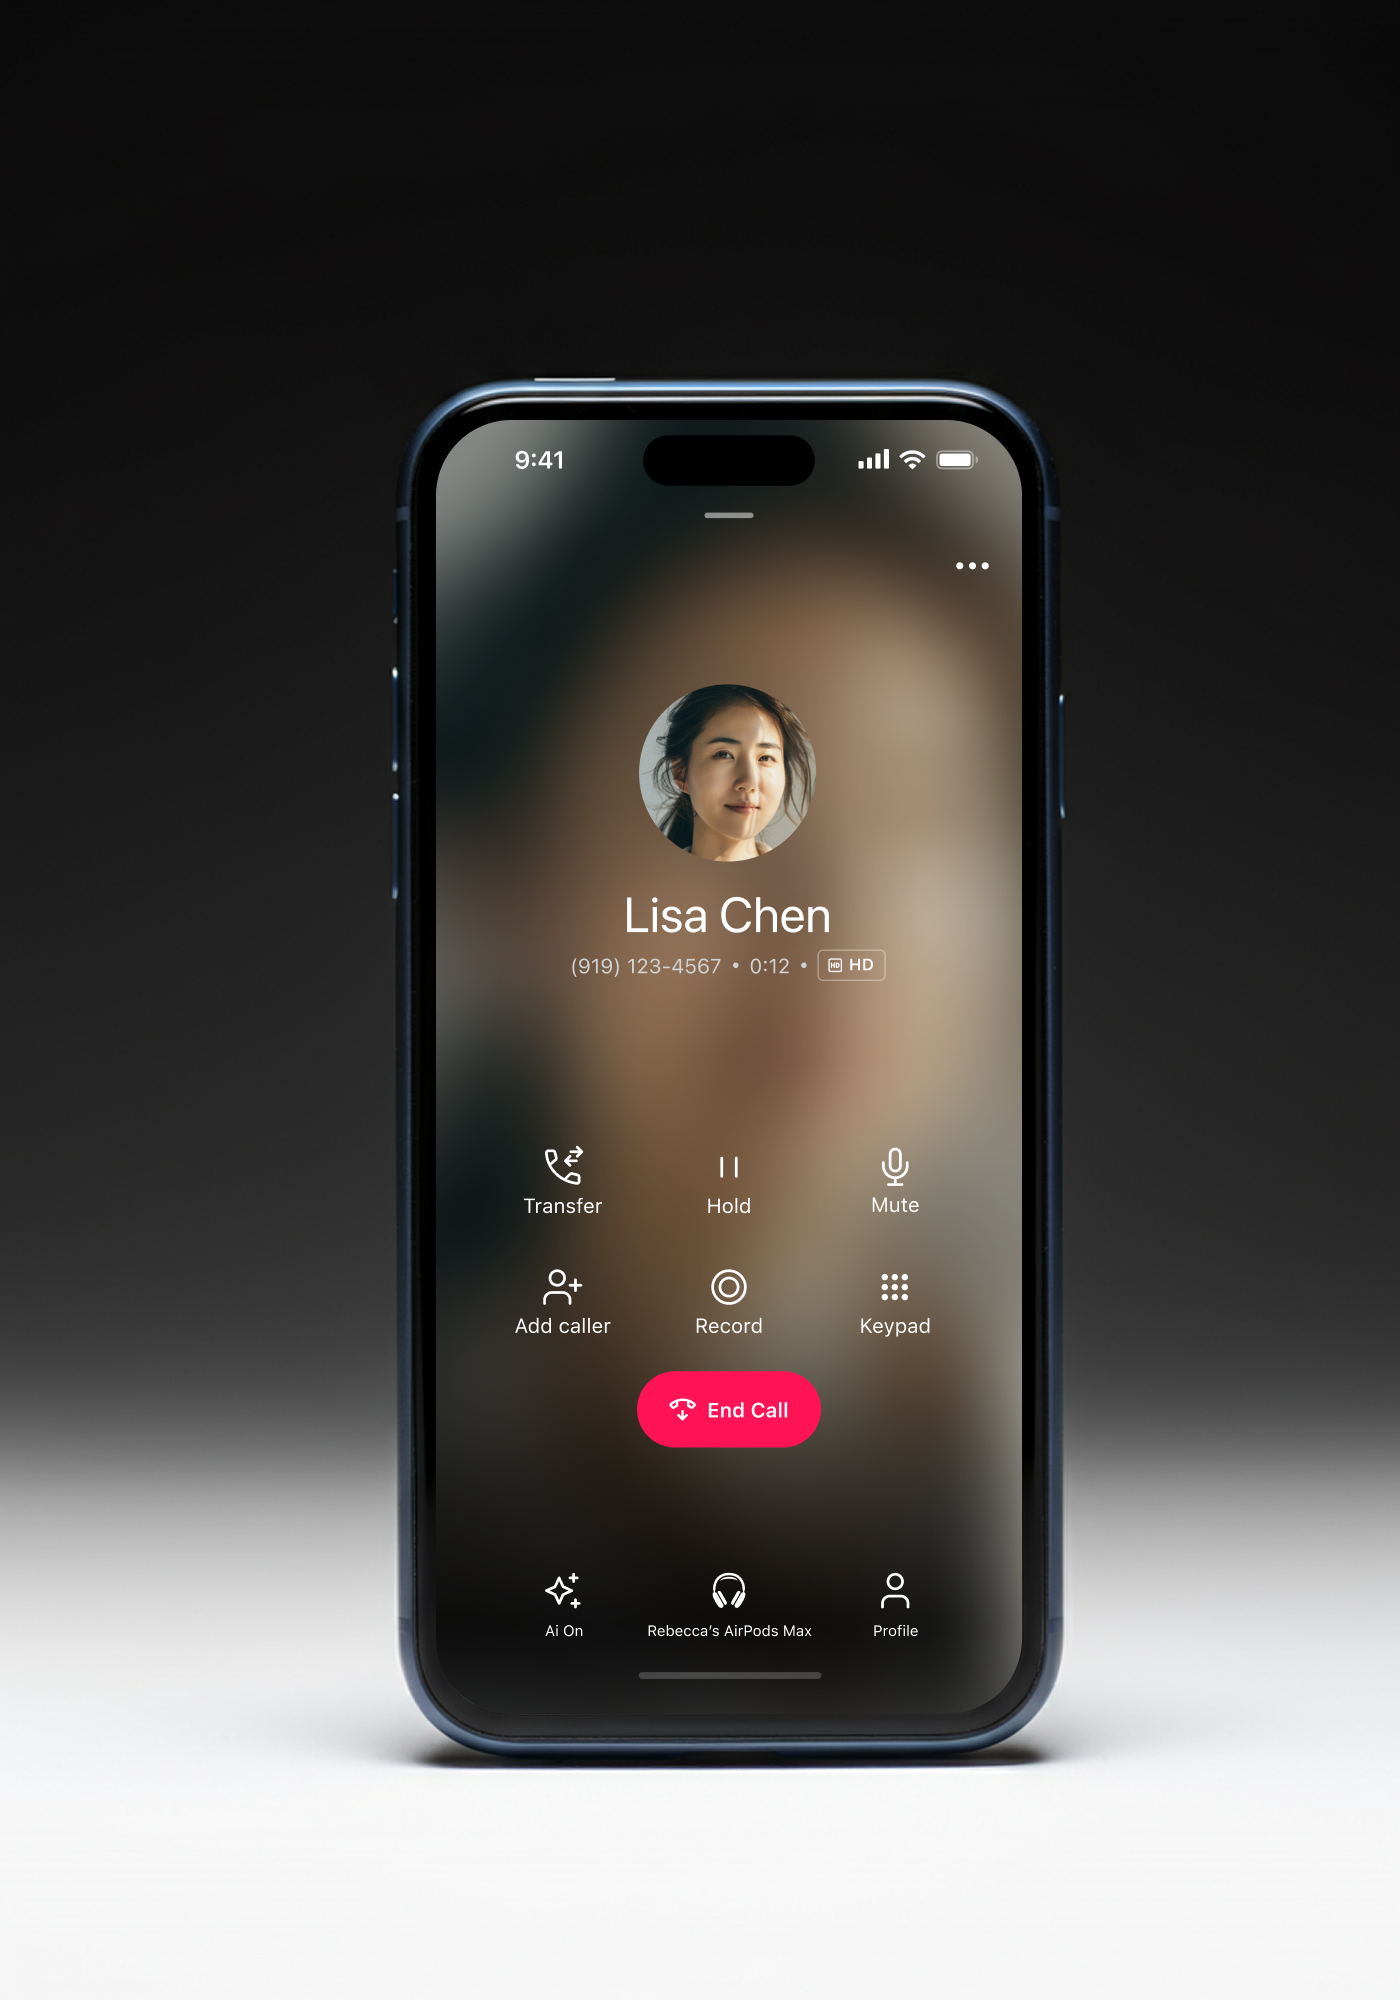 9:41
Lisa Chen
(919) 123-4567 • 0:12 • HD HD
Transfer Hold Mute
Add caller Record Keypad
End Call
Ai On Rebecca's AirPods Max Profile